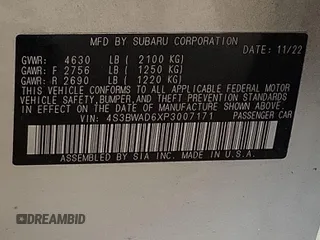 MFD BY SUBARU CORPORATION
DATE: 11/22
GVWR: 4630 LB ( 2100 KG)
GAWR: F 2756 LB ( 1250 KG)
GAWR: R 2690 LB ( 1220 KG)
THIS VEHICLE CONFORMS TO ALL APPLICABLE FEDERAL MOTOR
VEHICLE SAFETY, BUMPER, AND THEFT PREVENTION STANDARDS
IN EFFECT ON THE DATE OF MANUFACTURE SHOWN ABOVE.
VIN: 4S3BWAD6XP3007171
PASSENGER CAR
ASSEMBLED BY SIA INC. MADE IN U.S.A.
DREAMBID